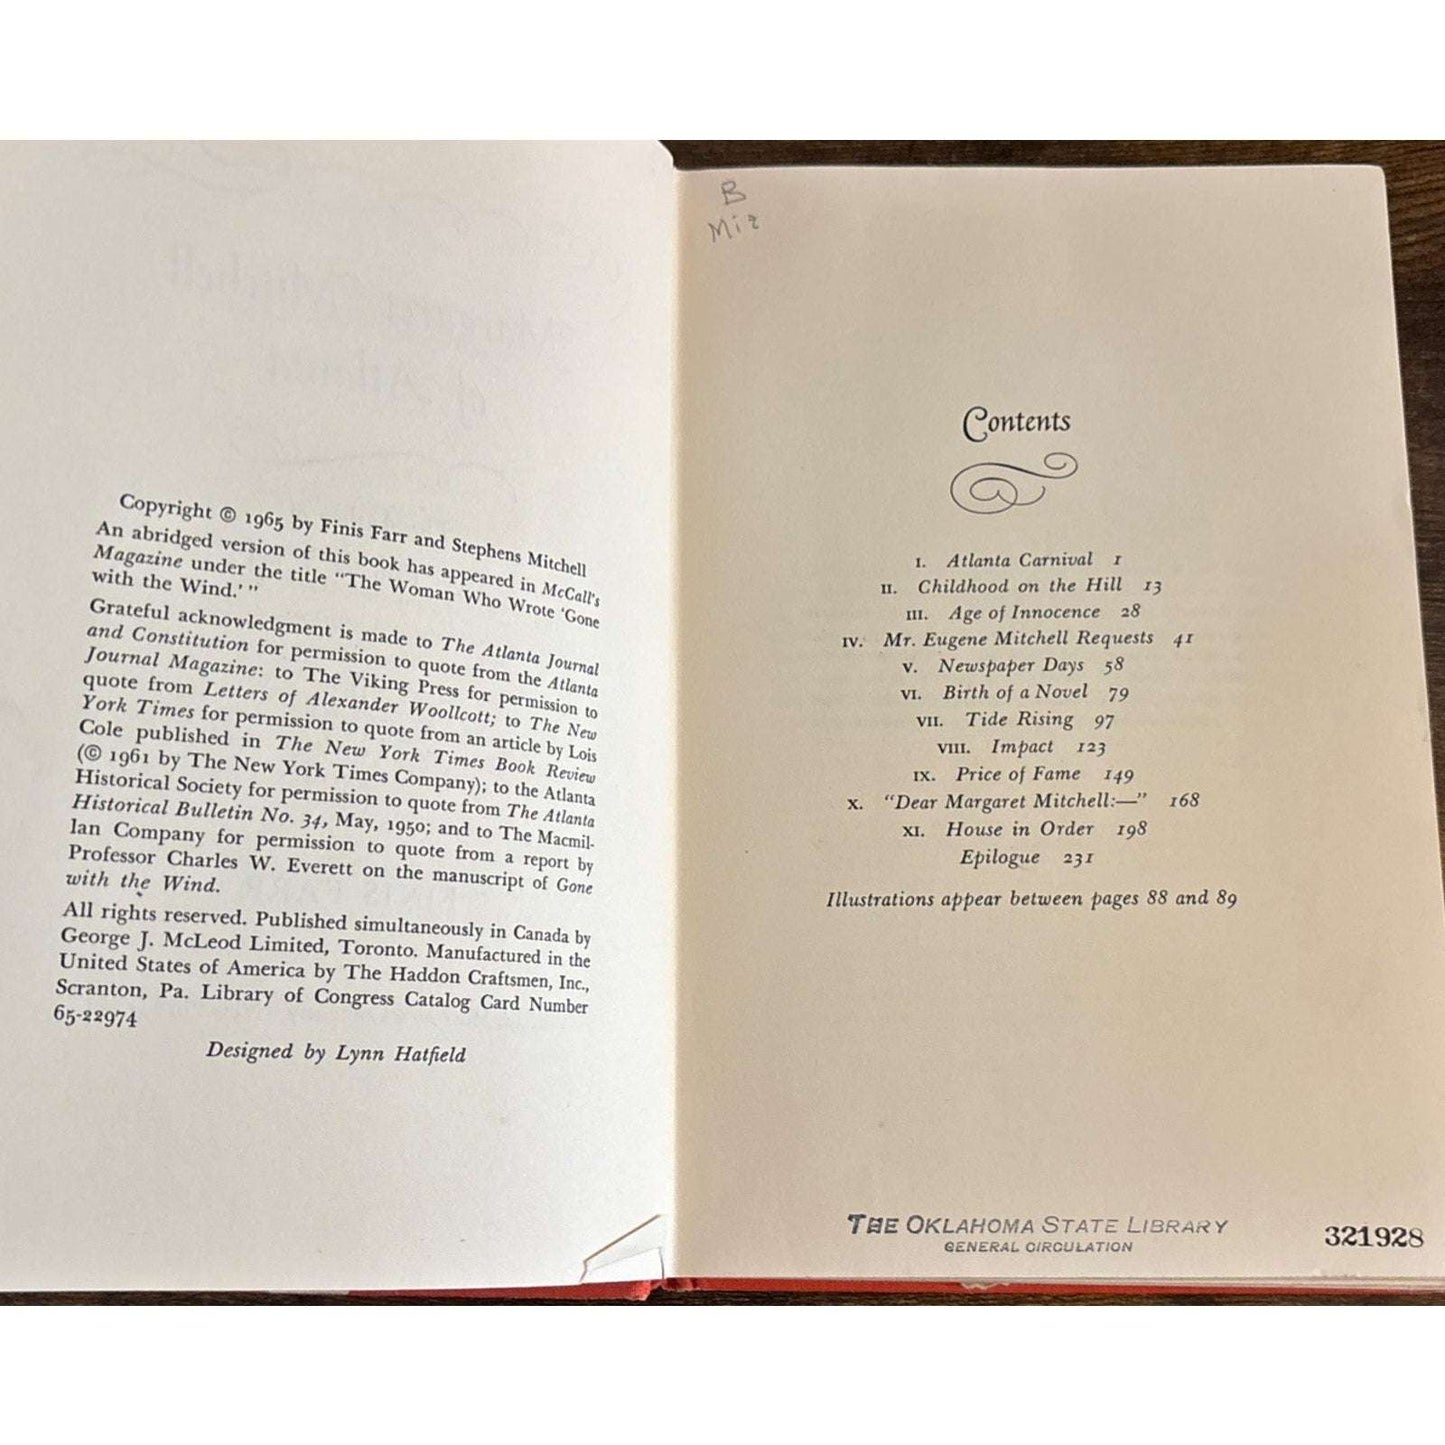 Copyright © 1965 by Finis Farr and Stephens Mitchell
An abridged version of this book has appeared in McCall's
Magazine under the title "The Woman Who Wrote 'Gone
with the Wind.' "
Grateful acknowledgment is made to The Atlanta Journal
and Constitution for permission to quote from the Atlanta
Journal Magazine: to The Viking Press for permission to
quote from Letters of Alexander Woollcott; to The New
York Times for permission to quote from an article by Lois
Cole published in The New York Times Book Review
(© 1961 by The New York Times Company); to the Atlanta
Historical Society for permission to quote from The Atlanta
Historical Bulletin No. 34, May, 1950; and to The Macmil-
lan Company for permission to quote from a report by
Professor Charles W. Everett on the manuscript of Gone
with the Wind.
All rights reserved. Published simultaneously in Canada by
George J. McLeod Limited, Toronto. Manufactured in the
United States of America by The Haddon Craftsmen, Inc.,
Scranton, Pa. Library of Congress Catalog Card Number
65-22974
Designed by Lynn Hatfield
B
Contents
I. Atlanta Carnival 1
II. Childhood on the Hill 13
III. Age of Innocence 28
IV. Mr. Eugene Mitchell Requests 41
V. Newspaper Days 58
VI. Birth of a Novel 79
VII. Tide Rising 97
VIII. Impact 123
IX. Price of Fame 149
X. "Dear Margaret Mitchell:—" 168
XI. House in Order 198
Epilogue 231
Illustrations appear between pages 88 and 89
THE OKLAHOMA STATE LIBRARY
GENERAL CIRCULATION
321928